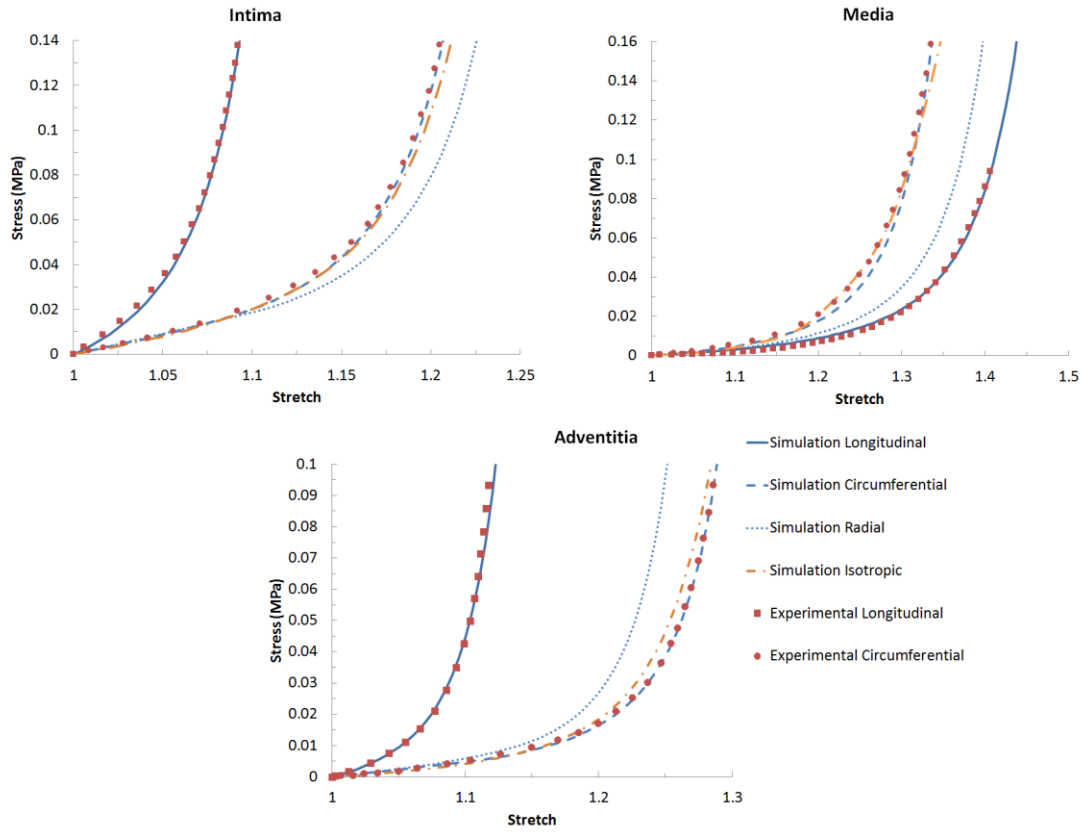 Intima
0.14
0.12
0.1
0.08
0.06
0.04
0.02
0
Stress (MPa)
1
1.05
1.1
1.15
1.2
1.25
Stretch
Media
0.16
0.14
0.12
0.1
0.08
0.06
0.04
0.02
0
Stress (MPa)
1
1.1
1.2
1.3
1.4
1.5
Stretch
Adventitia
0.1
0.09
0.08
0.07
0.06
0.05
0.04
0.03
0.02
0.01
0
Stress (MPa)
1
1.1
1.2
1.3
Stretch
Simulation Longitudinal
Simulation Circumferential
Simulation Radial
Simulation Isotropic
Experimental Longitudinal
Experimental Circumferential